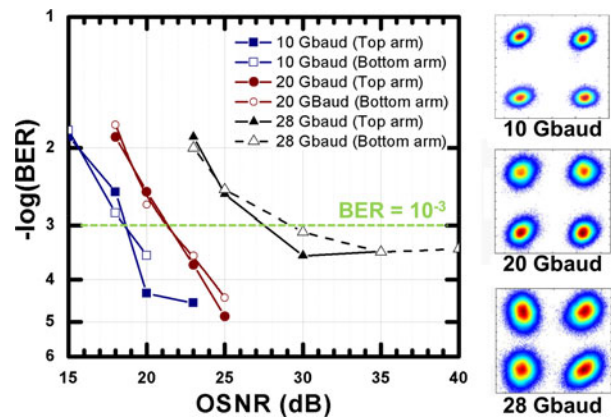 1
2
3
4
5
6
-log(BER)
10 Gbaud (Top arm)
10 Gbaud (Bottom arm)
20 Gbaud (Top arm)
20 GBaud (Bottom arm)
28 Gbaud (Top arm)
28 Gbaud (Bottom arm)
BER = 10⁻³
15 20 25 30 35 40
OSNR (dB)
10 Gbaud
20 Gbaud
28 Gbaud